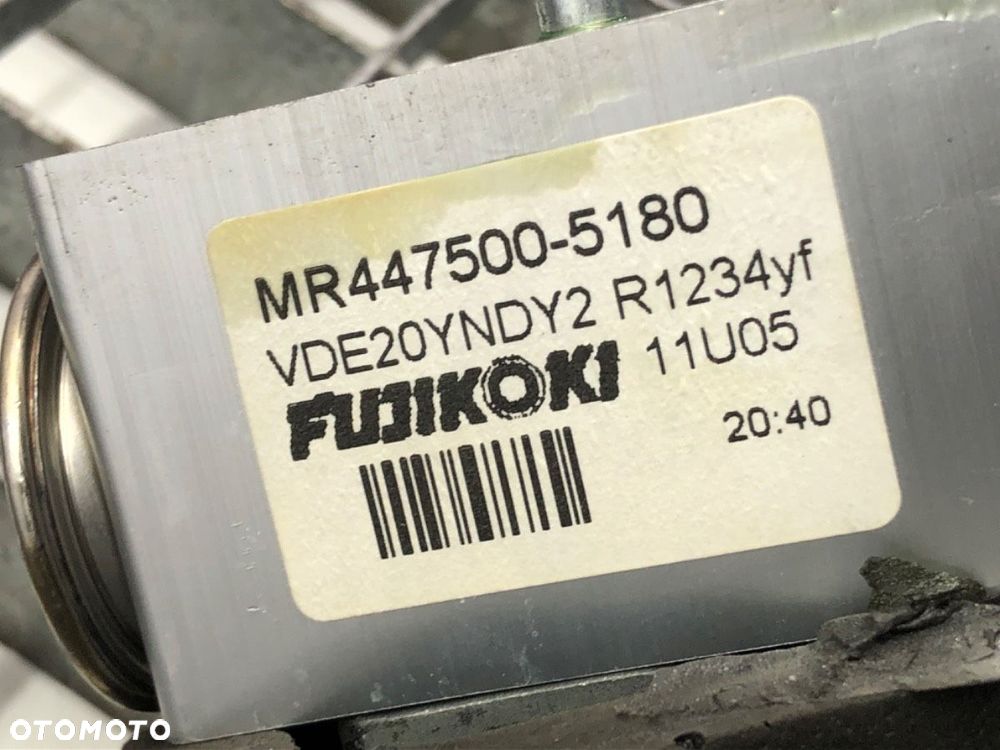 MR447500-5180
VDE20YNDY2 R1234yf
FUJIKOKI 11U05
20:40
OTOMOTO